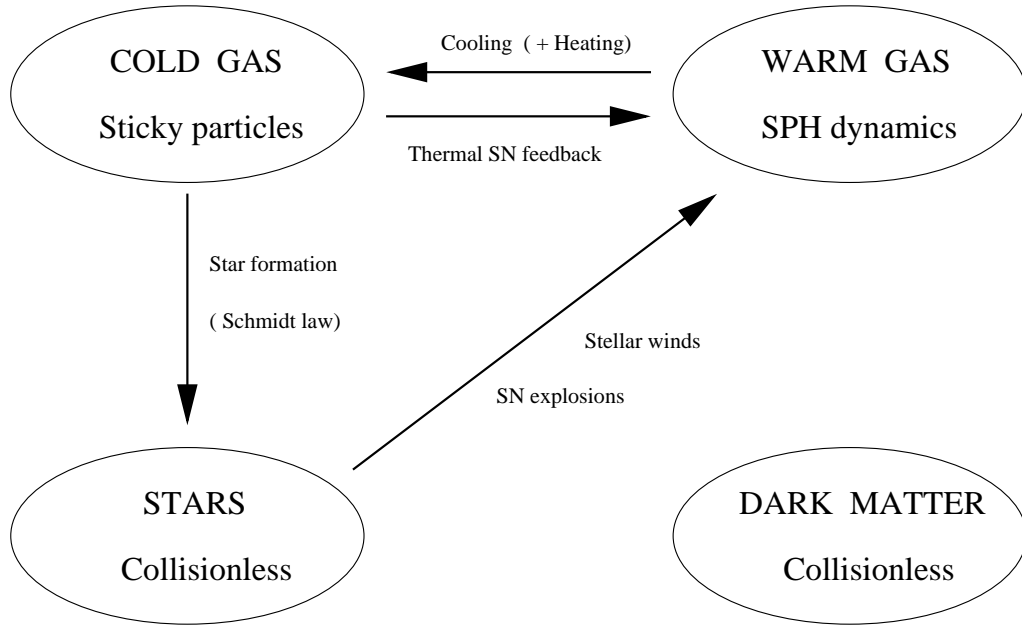 COLD GAS
Sticky particles
Cooling ( + Heating)
Thermal SN feedback
WARM GAS
SPH dynamics
Star formation
( Schmidt law)
Stellar winds
SN explosions
STARS
Collisionless
DARK MATTER
Collisionless